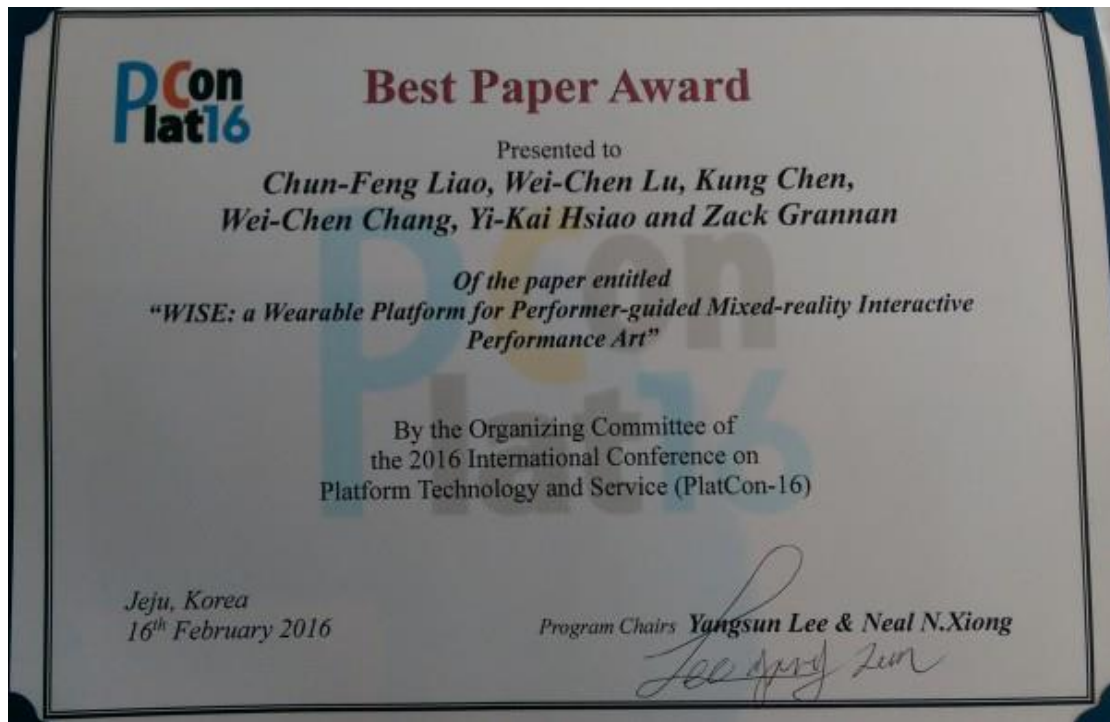 PCon
Plat16
Best Paper Award
Presented to
Chun-Feng Liao, Wei-Chen Lu, Kung Chen,
Wei-Chen Chang, Yi-Kai Hsiao and Zack Grannan
Of the paper entitled
“WISE: a Wearable Platform for Performer-guided Mixed-reality Interactive
Performance Art”
By the Organizing Committee of
the 2016 International Conference on
Platform Technology and Service (PlatCon-16)
Jeju, Korea
16th February 2016
Program Chairs Yangsun Lee & Neal N.Xiong